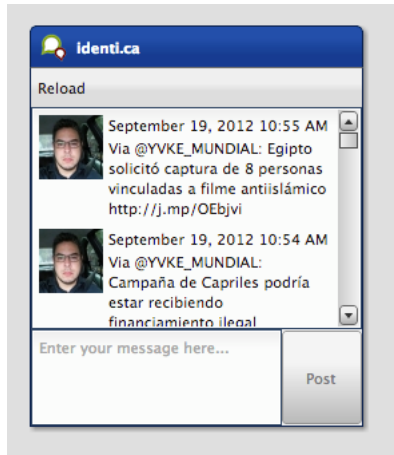 identi.ca
Reload
September 19, 2012 10:55 AM
Via @YVKE_MUNDIAL: Egipto
solicitó captura de 8 personas
vinculadas a filme antiislámico
http://j.mp/OEbjvi
September 19, 2012 10:54 AM
Via @YVKE_MUNDIAL:
Campaña de Capriles podría
estar recibiendo
financiamiento ilegal
Enter your message here...
Post